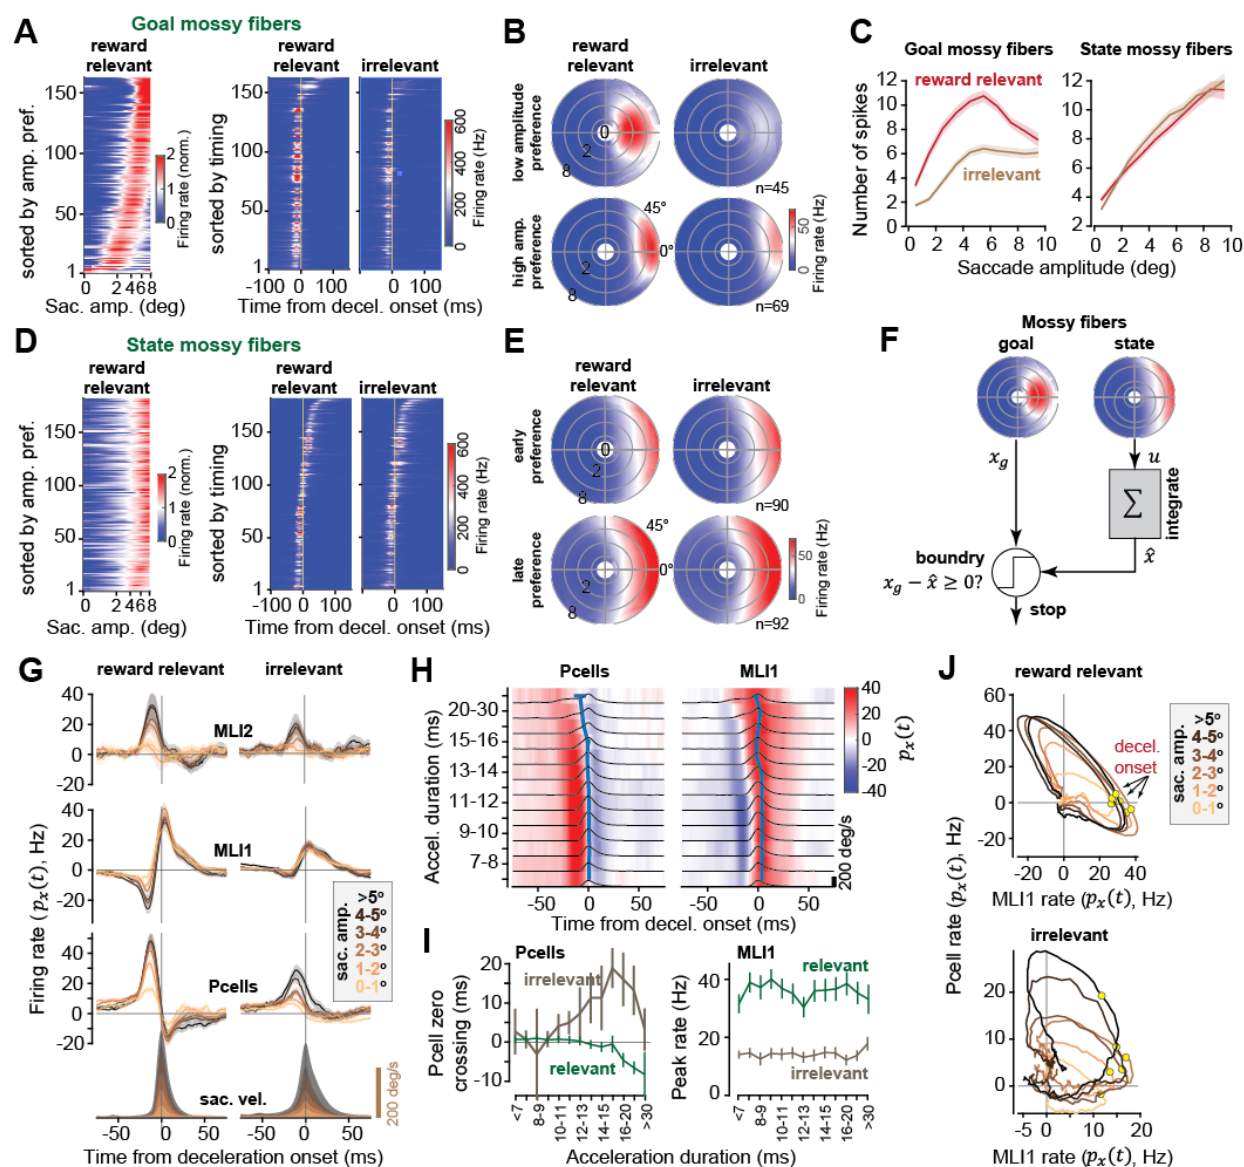 A
Goal mossy fibers
reward
relevant
reward
relevant
irrelevant
sorted by amp. pref.
150
100
50
1
0
2
4
6
8
Sac. amp. (deg)
2
1
0
Firing rate (norm.)
sorted by timing
150
100
50
1
-100
0
100
0
100
Time from decel. onset (ms)
600
400
200
0
Firing rate (Hz)
B
reward
relevant
irrelevant
low amplitude
preference
0
2
8
n=45
high amp.
preference
45°
0°
2
8
n=69
50
0
Firing rate (Hz)
C
Goal mossy fibers
State mossy fibers
reward relevant
irrelevant
Number of spikes
12
10
8
6
4
2
0
0
2
4
6
8
10
12
10
8
6
4
2
0
2
4
6
8
10
Saccade amplitude (deg)
D
State mossy fibers
reward
relevant
reward
relevant
irrelevant
sorted by amp. pref.
150
100
50
1
0
2
4
6
8
Sac. amp. (deg)
2
1
0
Firing rate (norm.)
sorted by timing
150
100
50
1
-100
0
100
0
100
Time from decel. onset (ms)
600
400
200
0
Firing rate (Hz)
E
reward
relevant
irrelevant
early
preference
0
2
8
n=90
late
preference
45°
0°
2
8
n=92
50
0
Firing rate (Hz)
F
Mossy fibers
goal
state
x_g
u
Σ
integrate
x̂
boundry
x_g − x̂ ≥ 0?
stop
G
reward relevant
irrelevant
Firing rate (p_x(t), Hz)
40
20
0
-20
MLI2
40
20
0
-20
MLI1
40
20
0
-20
Pcells
sac. amp.
>5°
4-5°
3-4°
2-3°
1-2°
0-1°
sac. vel.
200 deg/s
-50
0
50
-50
0
50
Time from deceleration onset (ms)
H
Pcells
MLI1
Accel. duration (ms)
20-30
15-16
13-14
11-12
9-10
7-8
-50
0
50
-50
0
50
Time from decel. onset (ms)
40
20
0
-20
-40
p_x(t)
200 deg/s
I
Pcells
MLI1
irrelevant
relevant
Pcell zero
crossing (ms)
20
10
0
-10
<7
8-9
10-11
12-13
14-15
16-20
>30
relevant
irrelevant
Peak rate (Hz)
40
20
0
<7
8-9
10-11
12-13
14-15
16-20
>30
Acceleration duration (ms)
J
reward relevant
60
40
20
0
-20
-20
0
20
40
decel.
onset
sac. amp.
>5°
4-5°
3-4°
2-3°
1-2°
0-1°
MLI1 rate (p_x(t), Hz)
Pcell rate (p_x(t), Hz)
irrelevant
20
10
0
-5
0
10
20
MLI1 rate (p_x(t), Hz)